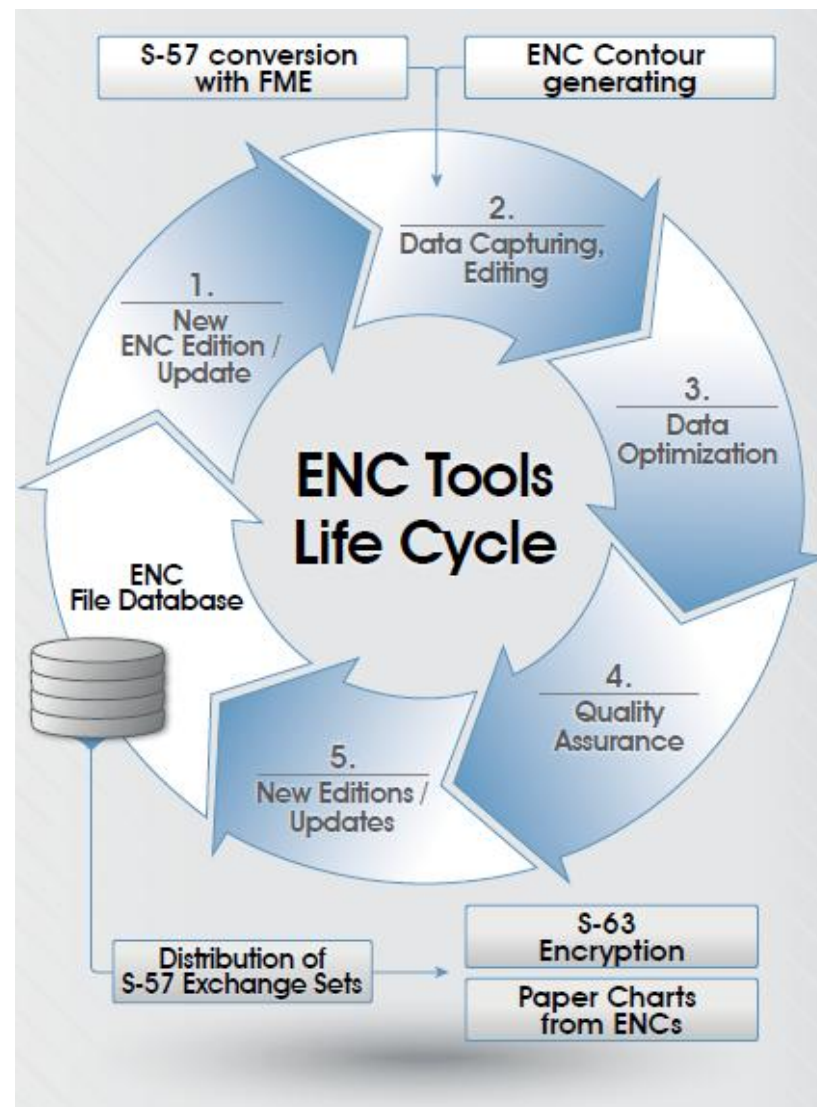 S-57 conversion
with FME
ENC Contour
generating
1.
New
ENC Edition /
Update
2.
Data Capturing,
Editing
3.
Data
Optimization
ENC Tools
Life Cycle
ENC
File Database
4.
Quality
Assurance
5.
New Editions /
Updates
S-63
Encryption
Distribution of
S-57 Exchange Sets
Paper Charts
from ENCs